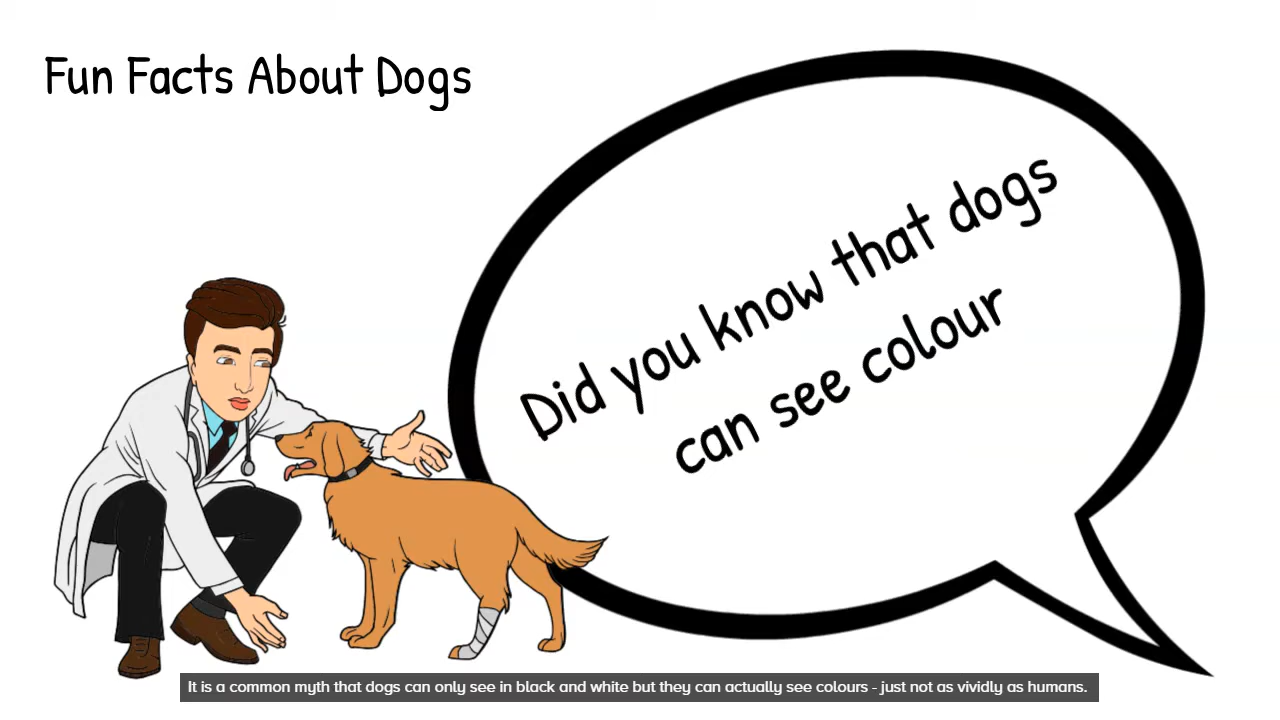 Fun Facts About Dogs
Did you know that dogs
can see colour
It is a common myth that dogs can only see in black and white but they can actually see colours - just not as vividly as humans.